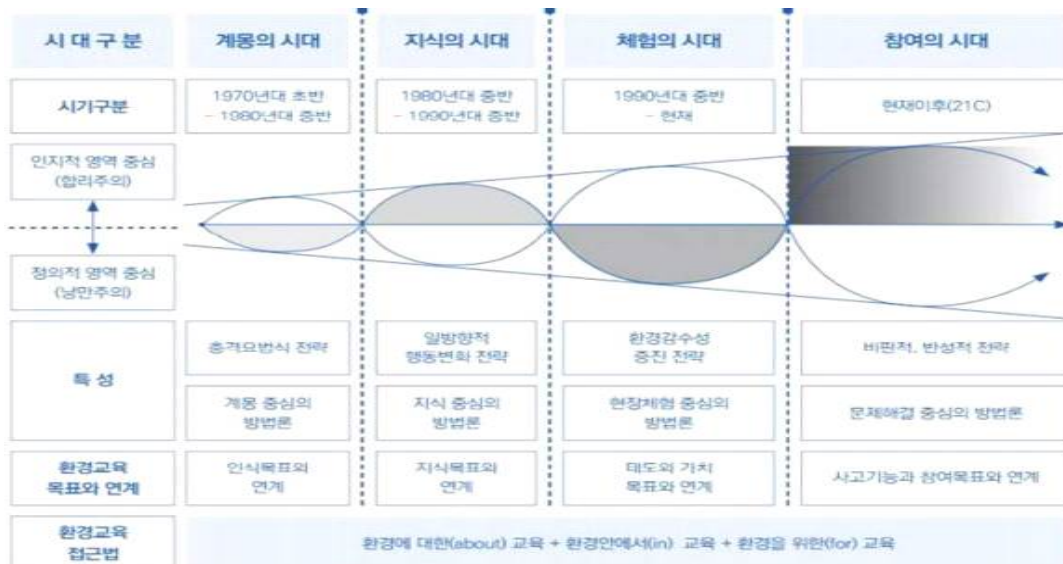 시 대 구 분
계몽의 시대
지식의 시대
체험의 시대
참여의 시대
시기구분
1970년대 초반
- 1980년대 중반
1980년대 중반
- 1990년대 중반
1990년대 중반
- 현재
현재이후(21C)
인지적 영역 중심
(합리주의)
정의적 영역 중심
(낭만주의)
특 성
충격요법식 전략
일방향적
행동변화 전략
환경감수성
증진 전략
비판적, 반성적 전략
계몽 중심의
방법론
지식 중심의
방법론
현장체험 중심의
방법론
문제해결 중심의 방법론
환경교육
목표와 연계
인식목표와
연계
지식목표와
연계
태도와 가치
목표와 연계
사고기능과 참여목표와 연계
환경교육
접근법
환경에 대한(about) 교육 + 환경안에서(in) 교육 + 환경을 위한(for) 교육